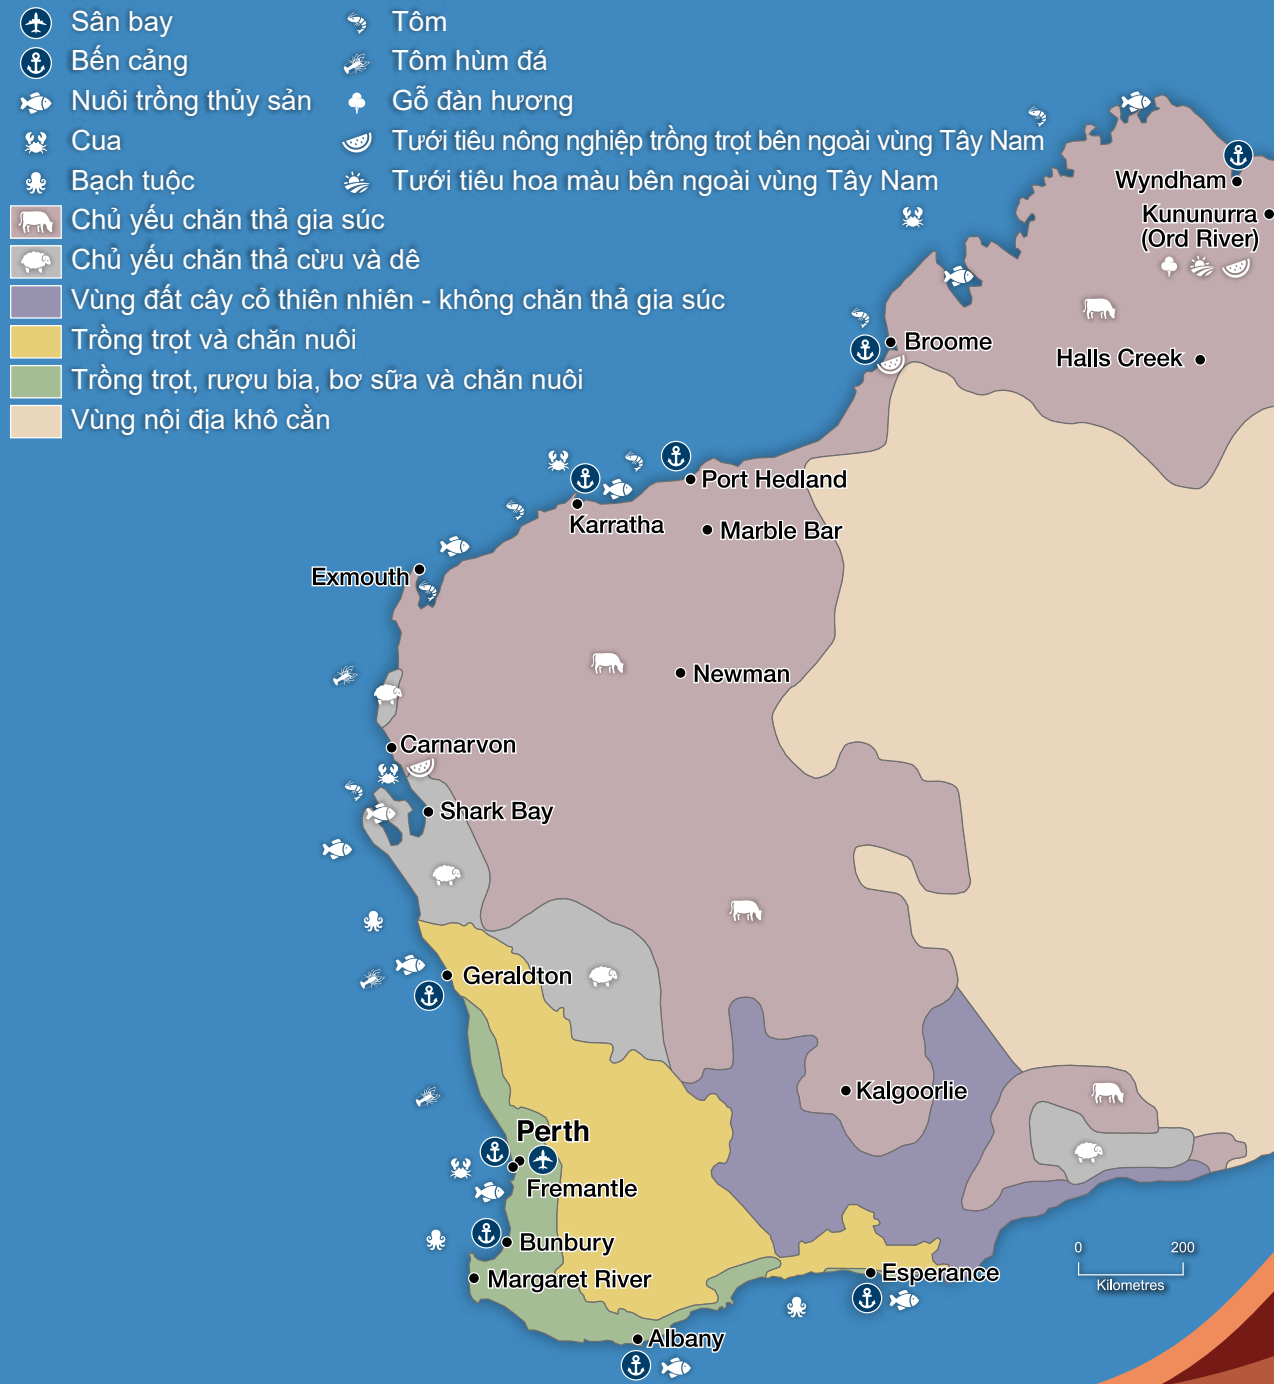 Sân bay
Bến cảng
Nuôi trồng thủy sản
Cua
Bạch tuộc
Tôm
Tôm hùm đá
Gỗ đàn hương
Tưới tiêu nông nghiệp trồng trọt bên ngoài vùng Tây Nam
Tưới tiêu hoa màu bên ngoài vùng Tây Nam
Chủ yếu chăn thả gia súc
Chủ yếu chăn thả cừu và dê
Vùng đất cây cỏ thiên nhiên - không chăn thả gia súc
Trồng trọt và chăn nuôi
Trồng trọt, rượu bia, bơ sữa và chăn nuôi
Vùng nội địa khô cằn
Wyndham
Kununurra
(Ord River)
Broome
Halls Creek
Port Hedland
Karratha
Marble Bar
Exmouth
Newman
Carnarvon
Shark Bay
Geraldton
Kalgoorlie
Perth
Fremantle
Bunbury
Margaret River
Esperance
Albany
0 200
Kilometres